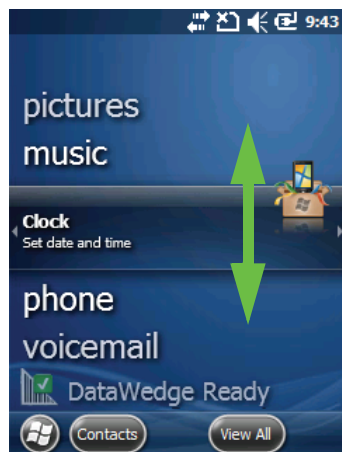 9:43
pictures
music
Clock
Set date and time
phone
voicemail
DataWedge Ready
Contacts
View All